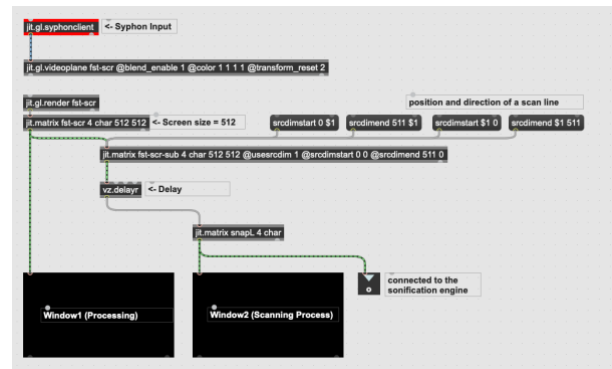 jit.gl.syphonclient <- Syphon Input
jit.gl.videoplane fst-scr @blend_enable 1 @color 1 1 1 1 @transform_reset 2
jit.gl.render fst-scr
position and direction of a scan line
jit.matrix fst-scr 4 char 512 512 <- Screen size = 512
srcdimstart 0 $1 srcdimend 511 $1 srcdimstart $1 0 srcdimend $1 511
jit.matrix fst-scr-sub 4 char 512 512 @usesrcdim 1 @srcdimstart 0 0 @srcdimend 511 0
vz.delayr <- Delay
jit.matrix snapL 4 char
o
connected to the
sonification engine
Window1 (Processing)
Window2 (Scanning Process)